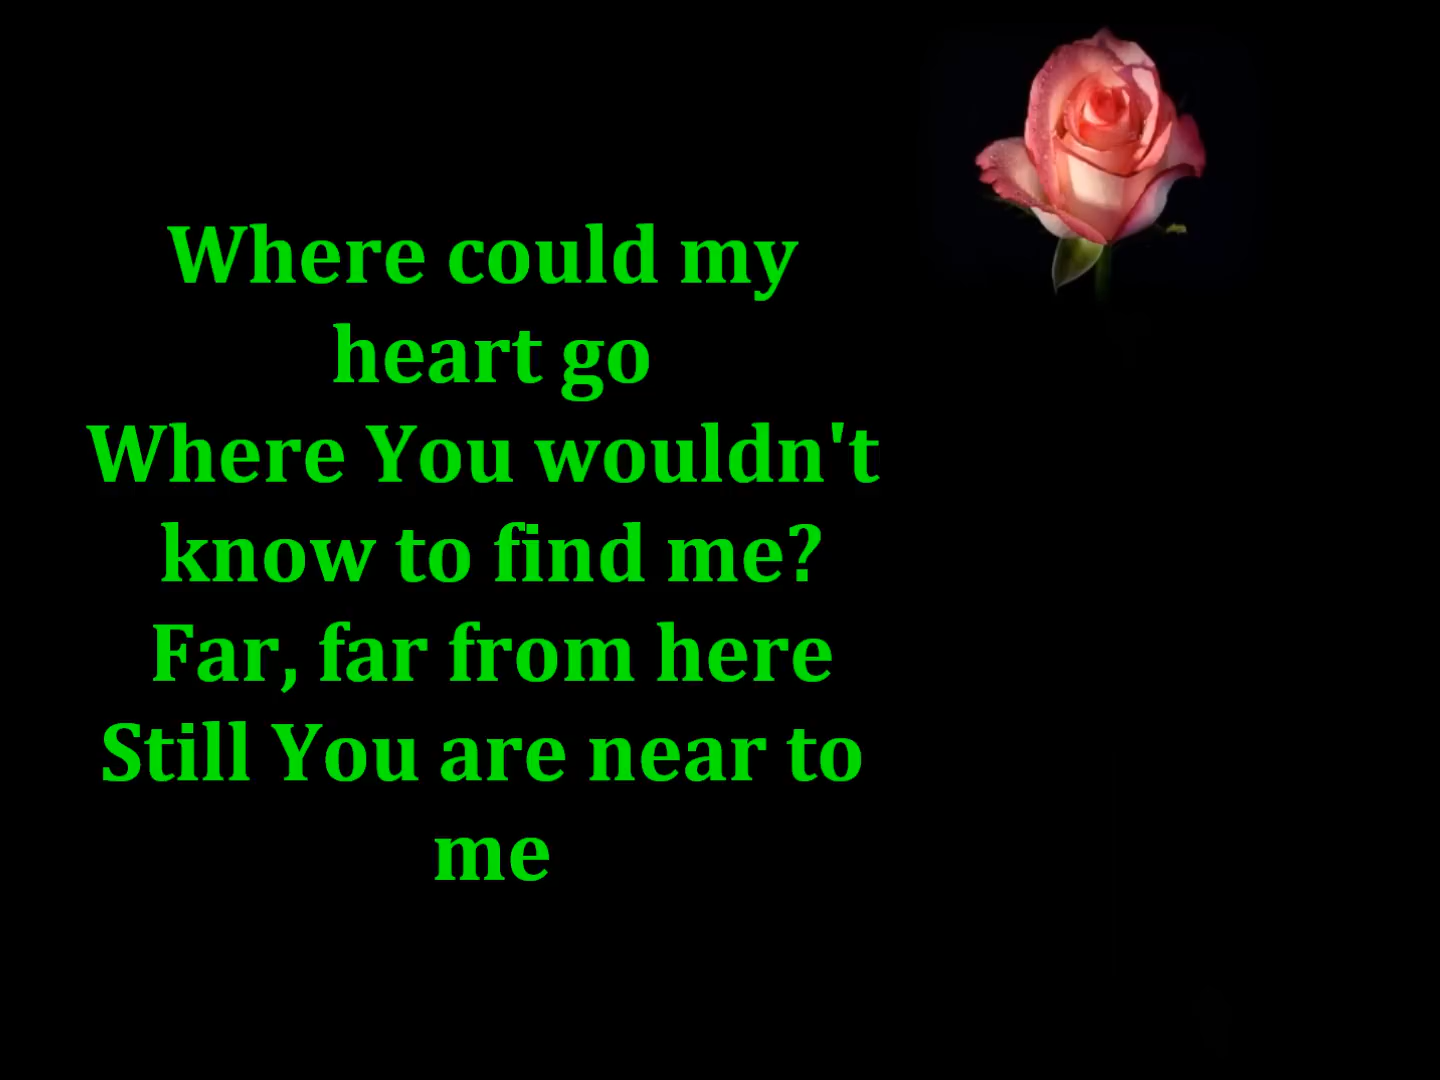 Where could my
heart go
Where You wouldn't
know to find me?
Far, far from here
Still You are near to
me